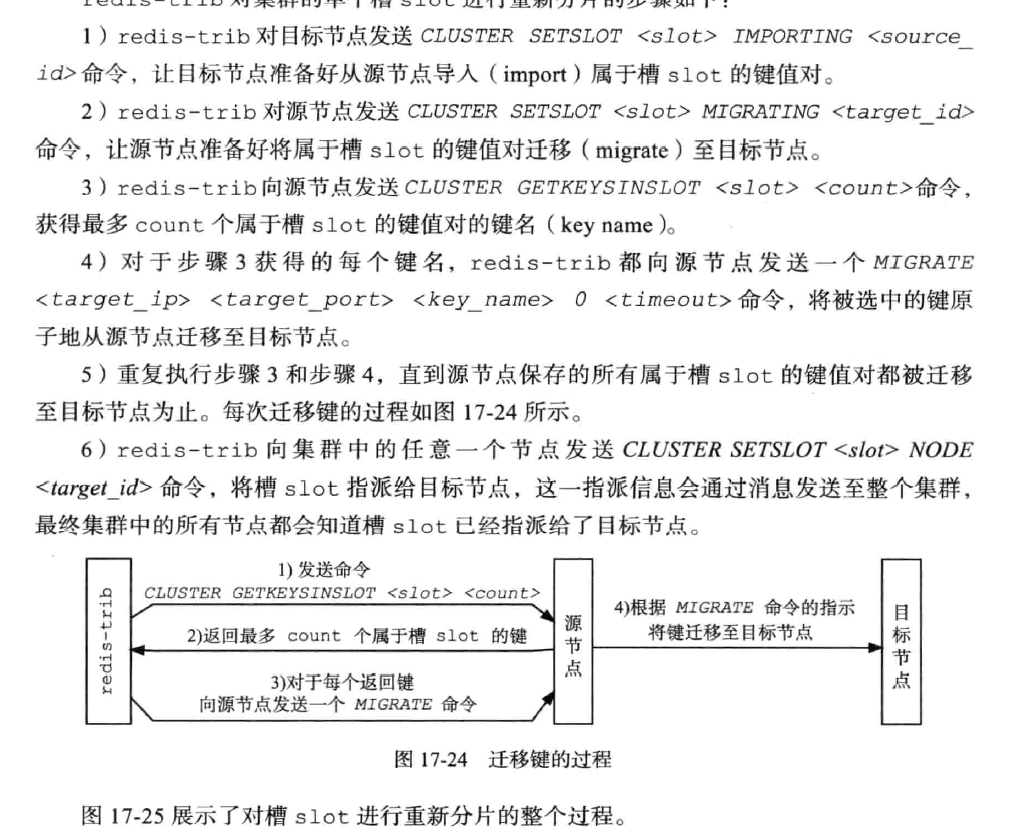 redis-trib 对集群的单个槽 slot 进行重新分片的步骤如下：
1）redis-trib 对目标节点发送 CLUSTER SETSLOT <slot> IMPORTING <source_
id> 命令，让目标节点准备好从源节点导入（import）属于槽 slot 的键值对。
2）redis-trib 对源节点发送 CLUSTER SETSLOT <slot> MIGRATING <target_id>
命令，让源节点准备好将属于槽 slot 的键值对迁移（migrate）至目标节点。
3）redis-trib 向源节点发送 CLUSTER GETKEYSINSLOT <slot> <count> 命令，
获得最多 count 个属于槽 slot 的键值对的键名（key name）。
4）对于步骤 3 获得的每个键名，redis-trib 都向源节点发送一个 MIGRATE
<target_ip> <target_port> <key_name> 0 <timeout> 命令，将被选中的键原
子地从源节点迁移至目标节点。
5）重复执行步骤 3 和步骤 4，直到源节点保存的所有属于槽 slot 的键值对都被迁移
至目标节点为止。每次迁移键的过程如图 17-24 所示。
6）redis-trib 向集群中的任意一个节点发送 CLUSTER SETSLOT <slot> NODE
<target_id> 命令，将槽 slot 指派给目标节点，这一指派信息会通过消息发送至整个集群，
最终集群中的所有节点都会知道槽 slot 已经指派给了目标节点。
redis-trib
1) 发送命令
CLUSTER GETKEYSINSLOT <slot> <count>
2)返回最多 count 个属于槽 slot 的键
3)对于每个返回键
向源节点发送一个 MIGRATE 命令
源节点
4)根据 MIGRATE 命令的指示
将键迁移至目标节点
目标节点
图 17-24 迁移键的过程
图 17-25 展示了对槽 slot 进行重新分片的整个过程。